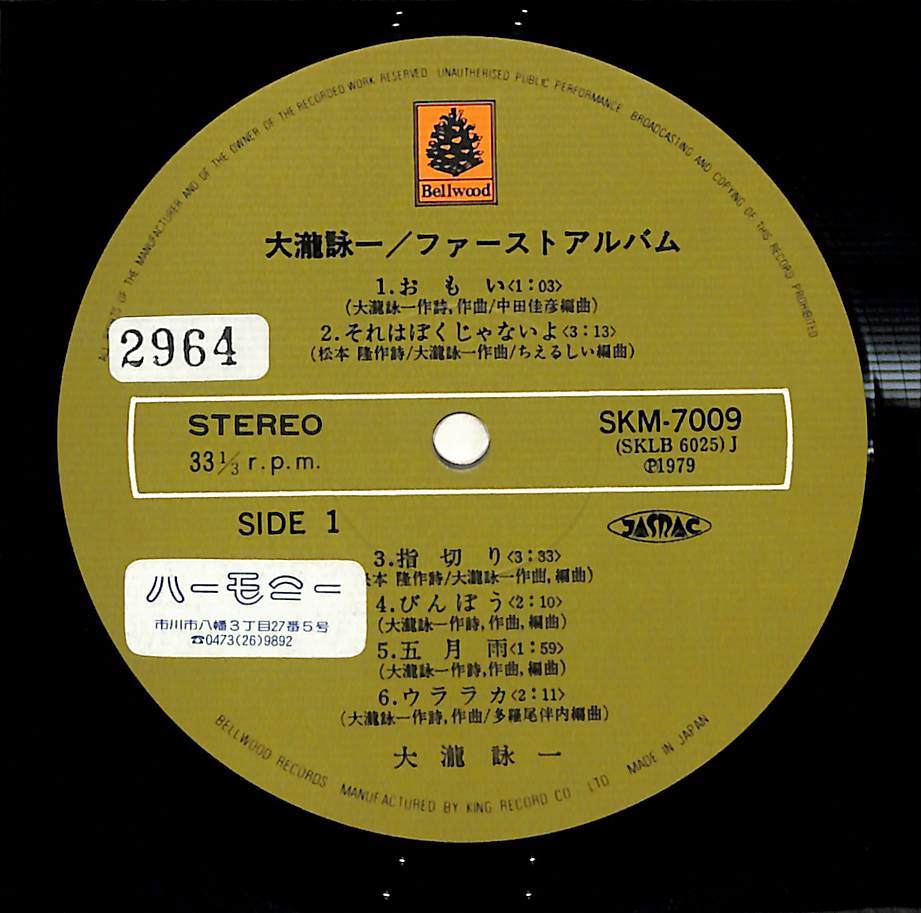 ALL RIGHTS OF THE MANUFACTURER AND OF THE OWNER OF THE RECORDED WORK RESERVED UNAUTHORISED PUBLIC PERFORMANCE BROADCASTING AND COPYING OF THIS RECORD PROHIBITED
Bellwood
大瀧詠一/ファーストアルバム
1.おもい<1:03>
(大瀧詠一作詩,作曲/中田佳彦編曲)
2.それはぼくじゃないよ<3:13>
(松本 隆作詩/大瀧詠一作曲/ちぇるしい編曲)
2964
STEREO
33 1/3 r.p.m.
SKM-7009
(SKLB 6025) J
℗1979
SIDE 1
JASRAC
3.指切り<3:33>
本 隆作詩/大瀧詠一作曲,編曲)
4.びんぼう<2:10>
(大瀧詠一作詩,作曲,編曲)
5.五月雨<1:59>
(大瀧詠一作詩,作曲,編曲)
6.ウララカ<2:11>
(大瀧詠一作詩,作曲/多羅尾伴内編曲)
大瀧詠一
ハーモニー
市川市八幡3丁目27番5号
☎0473(26)9892
BELLWOOD RECORDS MANUFACTURED BY KING RECORD CO LTD MADE IN JAPAN